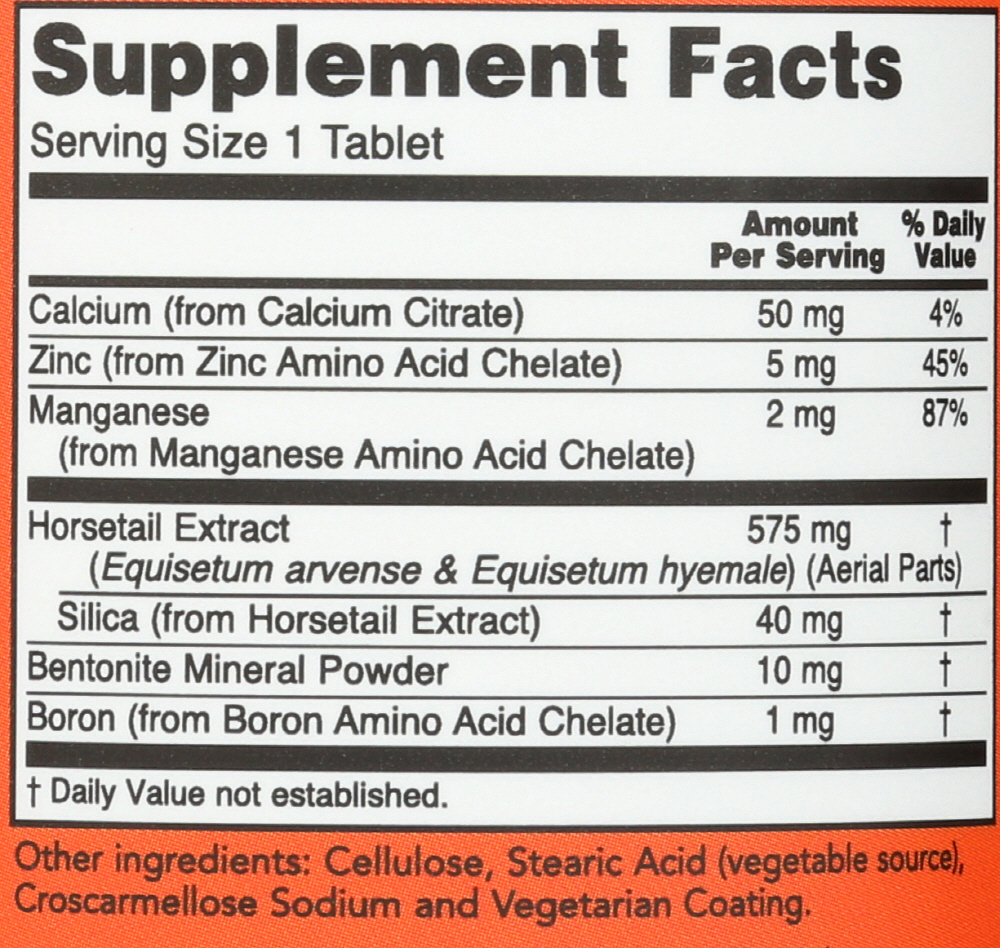 Supplement Facts
Serving Size 1 Tablet
Amount Per Serving % Daily Value
Calcium (from Calcium Citrate) 50 mg 4%
Zinc (from Zinc Amino Acid Chelate) 5 mg 45%
Manganese 2 mg 87%
(from Manganese Amino Acid Chelate)
Horsetail Extract 575 mg †
(Equisetum arvense & Equisetum hyemale) (Aerial Parts)
Silica (from Horsetail Extract) 40 mg †
Bentonite Mineral Powder 10 mg †
Boron (from Boron Amino Acid Chelate) 1 mg †
† Daily Value not established.
Other ingredients: Cellulose, Stearic Acid (vegetable source),
Croscarmellose Sodium and Vegetarian Coating.